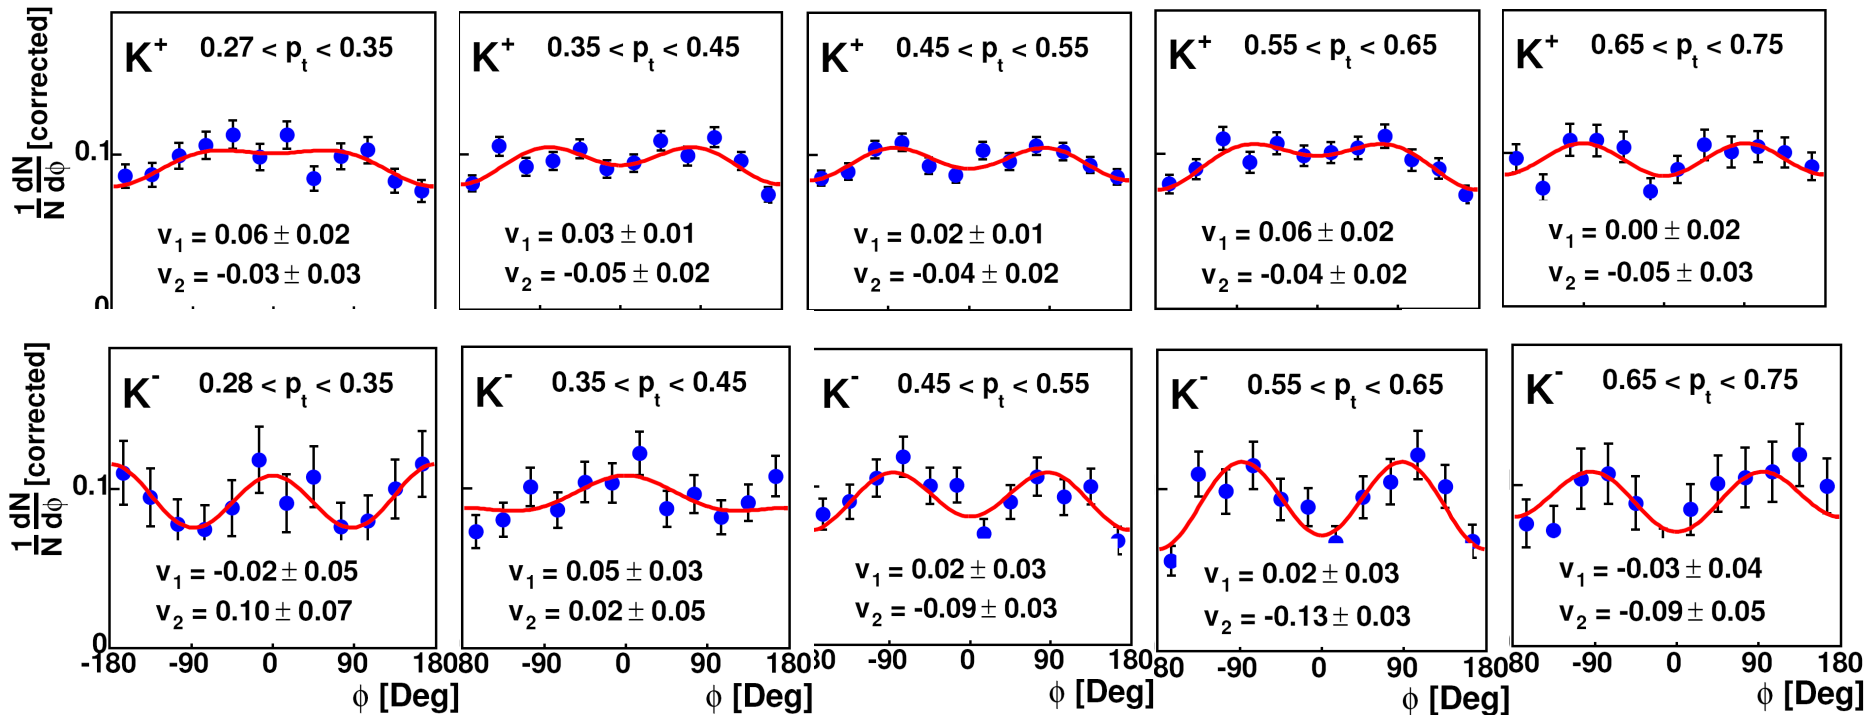 1/N dN/dφ [corrected]
K⁺ 0.27 < pₜ < 0.35
0.1
v₁ = 0.06 ± 0.02
v₂ = -0.03 ± 0.03
0
K⁺ 0.35 < pₜ < 0.45
v₁ = 0.03 ± 0.01
v₂ = -0.05 ± 0.02
K⁺ 0.45 < pₜ < 0.55
v₁ = 0.02 ± 0.01
v₂ = -0.04 ± 0.02
K⁺ 0.55 < pₜ < 0.65
v₁ = 0.06 ± 0.02
v₂ = -0.04 ± 0.02
K⁺ 0.65 < pₜ < 0.75
v₁ = 0.00 ± 0.02
v₂ = -0.05 ± 0.03
1/N dN/dφ [corrected]
K⁻ 0.28 < pₜ < 0.35
0.1
v₁ = -0.02 ± 0.05
v₂ = 0.10 ± 0.07
0
-180 -90 0 90 180
φ [Deg]
K⁻ 0.35 < pₜ < 0.45
v₁ = 0.05 ± 0.03
v₂ = 0.02 ± 0.05
80 -90 0 90 180
φ [Deg]
K⁻ 0.45 < pₜ < 0.55
v₁ = 0.02 ± 0.03
v₂ = -0.09 ± 0.03
80 -90 0 90 180
φ [Deg]
K⁻ 0.55 < pₜ < 0.65
v₁ = 0.02 ± 0.03
v₂ = -0.13 ± 0.03
80 -90 0 90 180
φ [Deg]
K⁻ 0.65 < pₜ < 0.75
v₁ = -0.03 ± 0.04
v₂ = -0.09 ± 0.05
80 -90 0 90 180
φ [Deg]